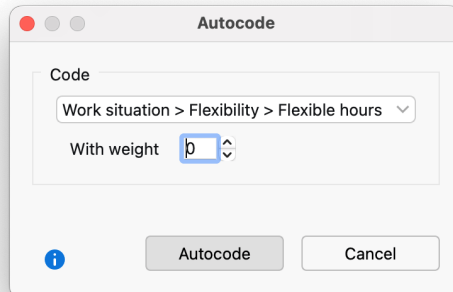 Autocode
Code
Work situation > Flexibility > Flexible hours
With weight 0
Autocode Cancel